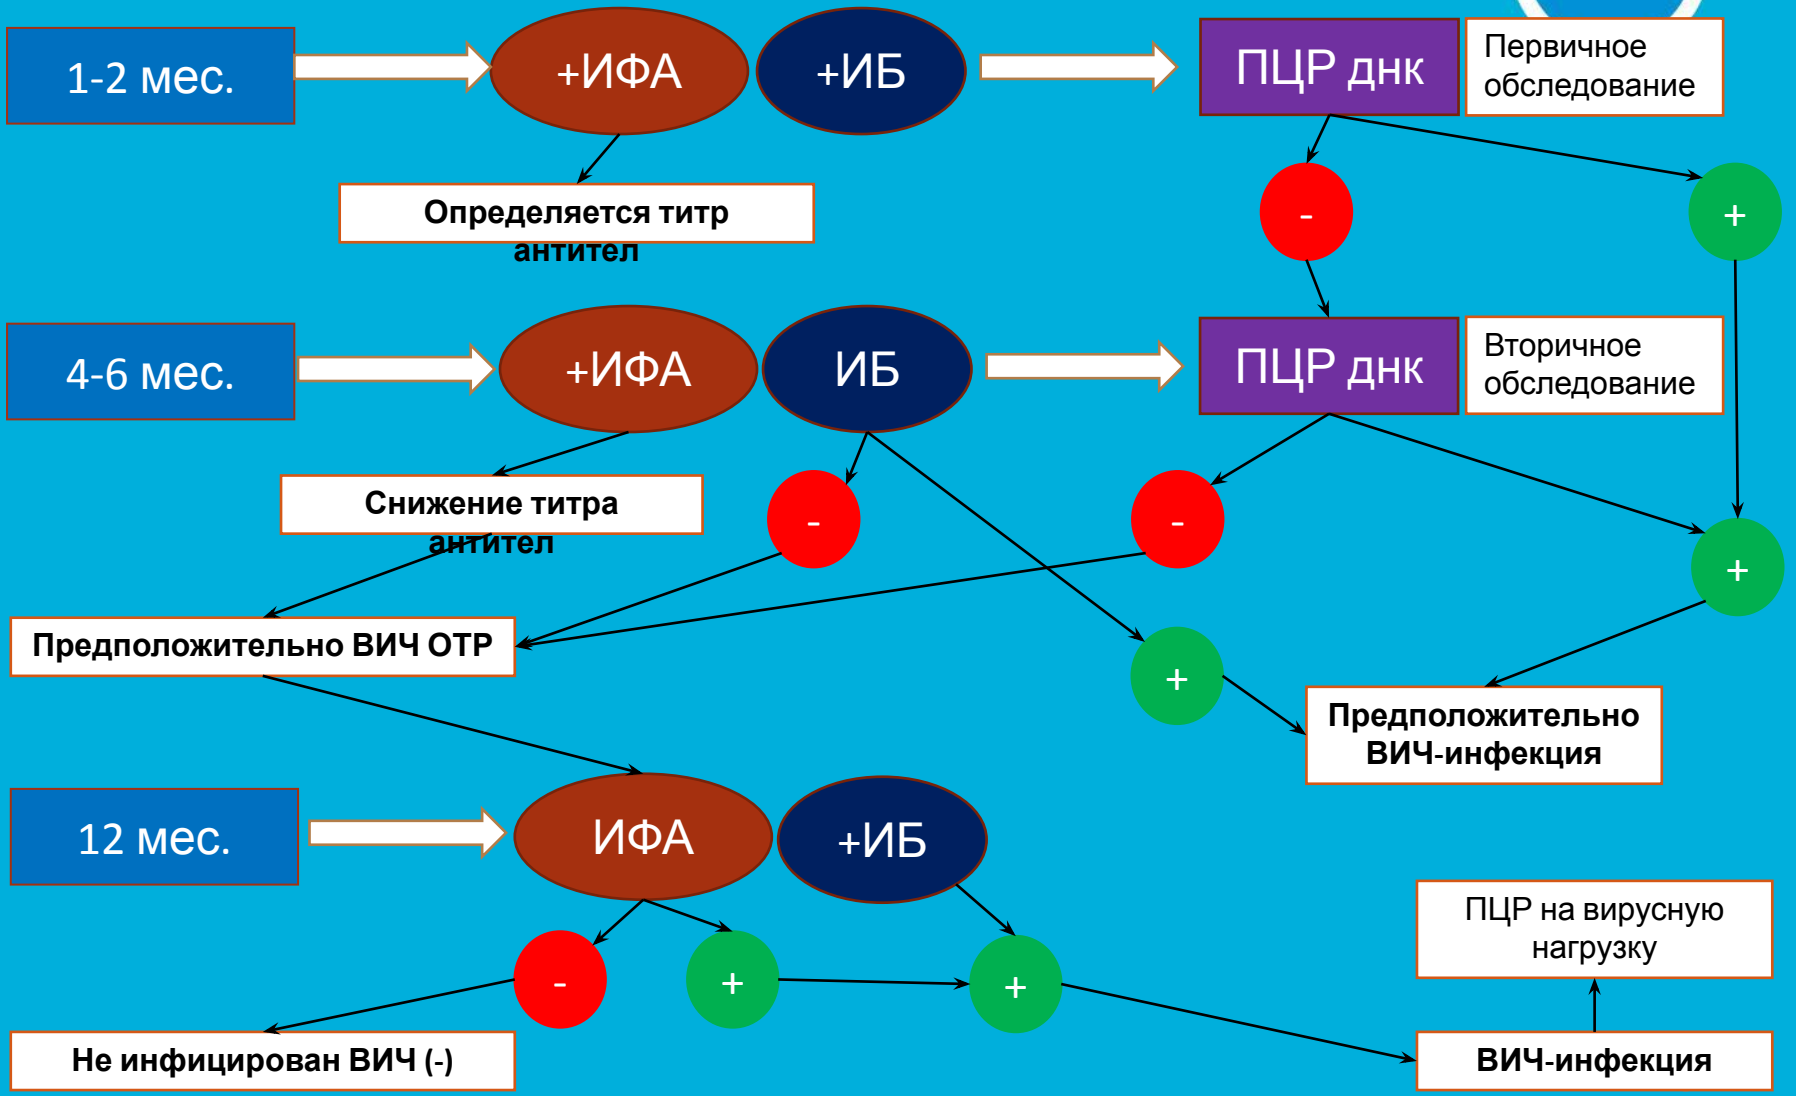 1-2 мес.
+ИФА
+ИБ
ПЦР днк
Первичное
обследование
-
+
Определяется титр
антител
4-6 мес.
+ИФА
ИБ
ПЦР днк
Вторичное
обследование
Снижение титра
антител
-
-
+
Предположительно ВИЧ ОТР
+
Предположительно
ВИЧ-инфекция
12 мес.
ИФА
+ИБ
-
+
+
ПЦР на вирусную
нагрузку
Не инфицирован ВИЧ (-)
ВИЧ-инфекция